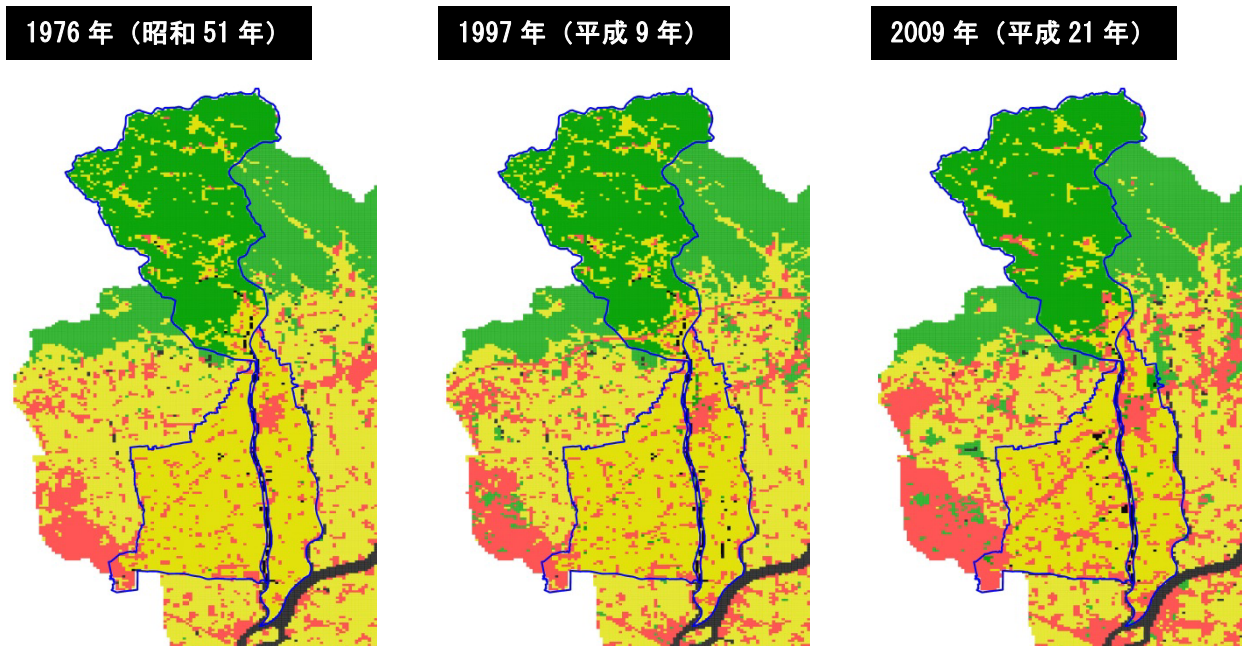 1976 年（昭和 51 年）
1997 年（平成 9 年）
2009 年（平成 21 年）